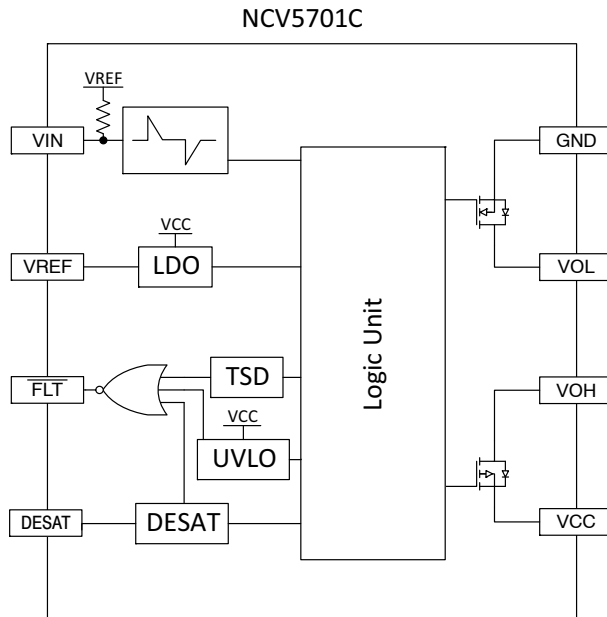 NCV5701C
VREF
VIN
GND
VCC
VREF
LDO
VOL
Logic Unit
FLT
TSD
VOH
VCC
UVLO
DESAT
DESAT
VCC